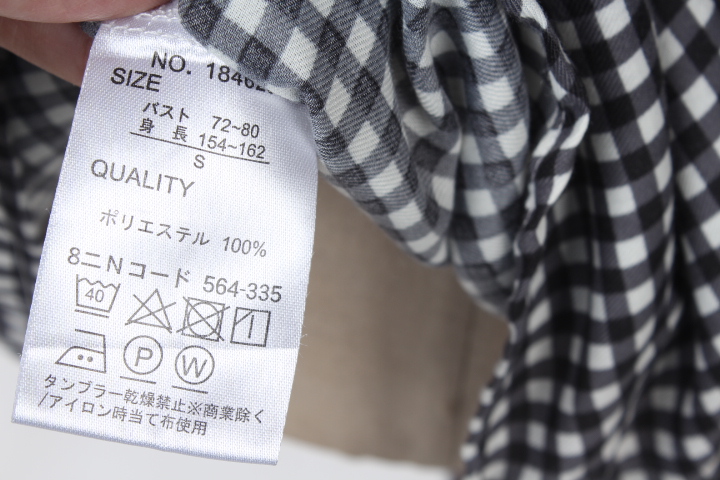 NO. 1846
SIZE
バスト 72~80
身 長 154~162
S
QUALITY
ポリエステル 100%
8ニNコード 564-335
40
P
W
タンブラー乾燥禁止※商業除く
/アイロン時当て布使用